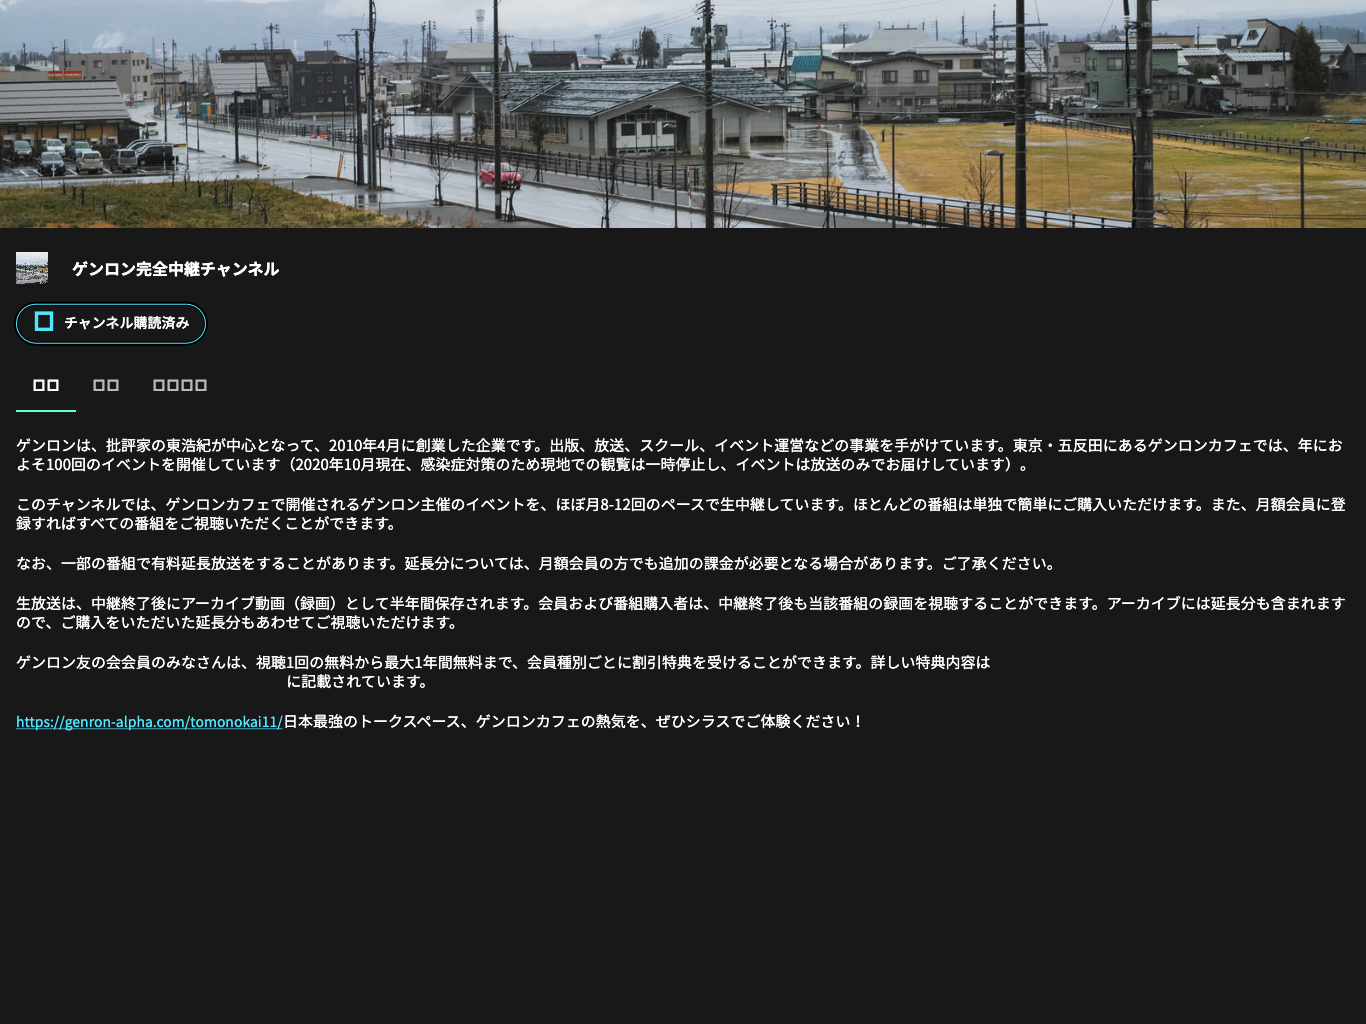 ゲンロン完全中継チャンネル
チャンネル購読済み
ゲンロンは、批評家の東浩紀が中心となって、2010年4月に創業した企業です。出版、放送、スクール、イベント運営などの事業を手がけています。東京・五反田にあるゲンロンカフェでは、年にお
よそ100回のイベントを開催しています（2020年10月現在、感染症対策のため現地での観覧は一時停止し、イベントは放送のみでお届けしています）。
このチャンネルでは、ゲンロンカフェで開催されるゲンロン主催のイベントを、ほぼ月8-12回のペースで生中継しています。ほとんどの番組は単独で簡単にご購入いただけます。また、月額会員に登
録すればすべての番組をご視聴いただくことができます。
なお、一部の番組で有料延長放送をすることがあります。延長分については、月額会員の方でも追加の課金が必要となる場合があります。ご了承ください。
生放送は、中継終了後にアーカイブ動画（録画）として半年間保存されます。会員および番組購入者は、中継終了後も当該番組の録画を視聴することができます。アーカイブには延長分も含まれます
ので、ご購入をいただいた延長分もあわせてご視聴いただけます。
ゲンロン友の会会員のみなさんは、視聴1回の無料から最大1年間無料まで、会員種別ごとに割引特典を受けることができます。詳しい特典内容は
に記載されています。
https://genron-alpha.com/tomonokai11/日本最強のトークスペース、ゲンロンカフェの熱気を、ぜひシラスでご体験ください！